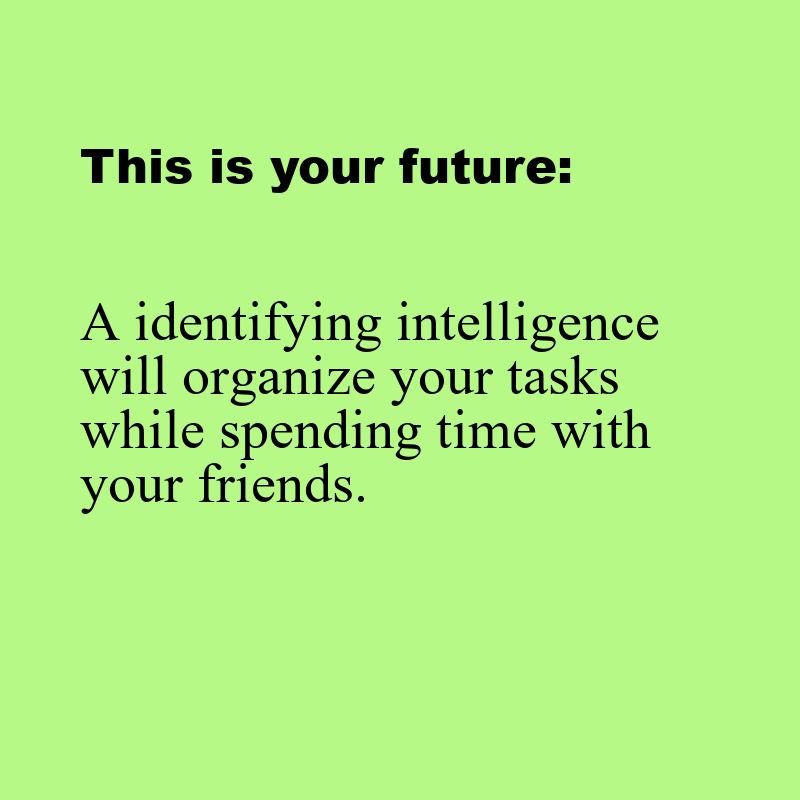 This is your future:
A identifying intelligence
will organize your tasks
while spending time with
your friends.